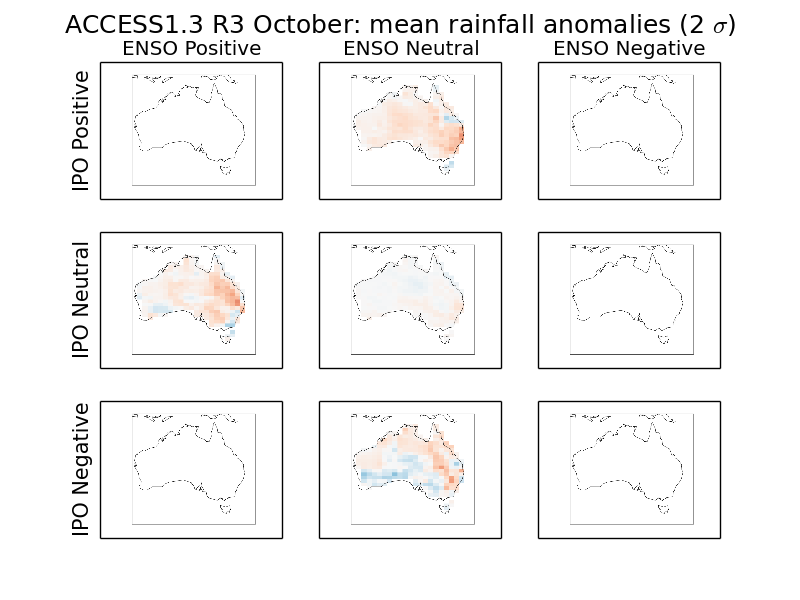 ACCESS1.3 R3 October: mean rainfall anomalies (2 σ)
ENSO Positive ENSO Neutral ENSO Negative
IPO Positive
IPO Neutral
IPO Negative